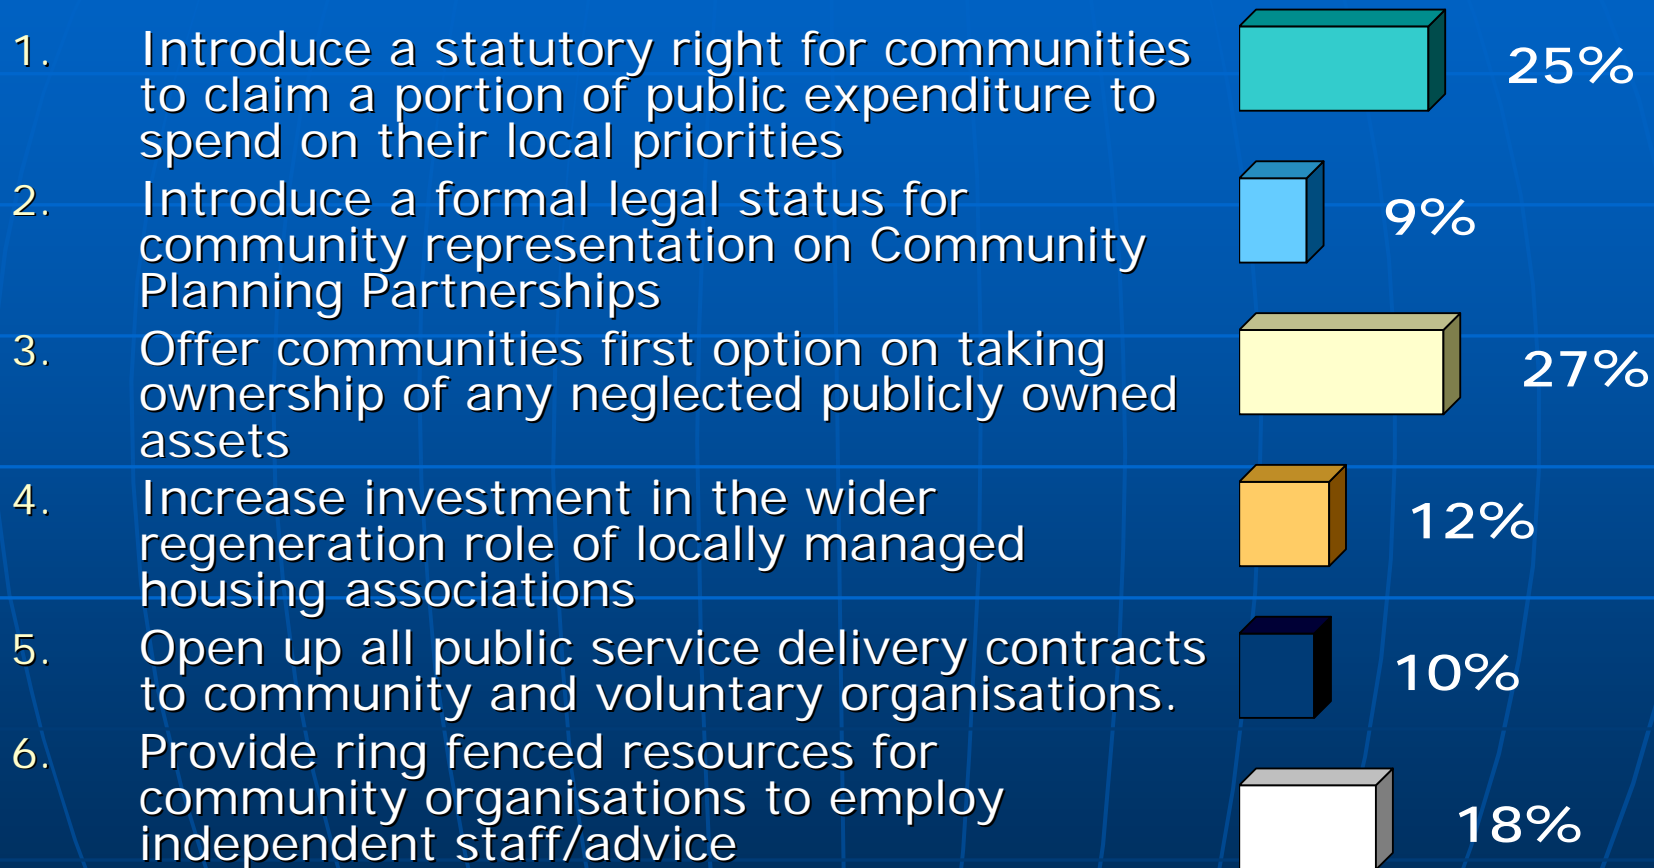 1. Introduce a statutory right for communities
to claim a portion of public expenditure to
spend on their local priorities
25%
2. Introduce a formal legal status for
community representation on Community
Planning Partnerships
9%
3. Offer communities first option on taking
ownership of any neglected publicly owned
assets
27%
4. Increase investment in the wider
regeneration role of locally managed
housing associations
12%
5. Open up all public service delivery contracts
to community and voluntary organisations.
10%
6. Provide ring fenced resources for
community organisations to employ
independent staff/advice
18%